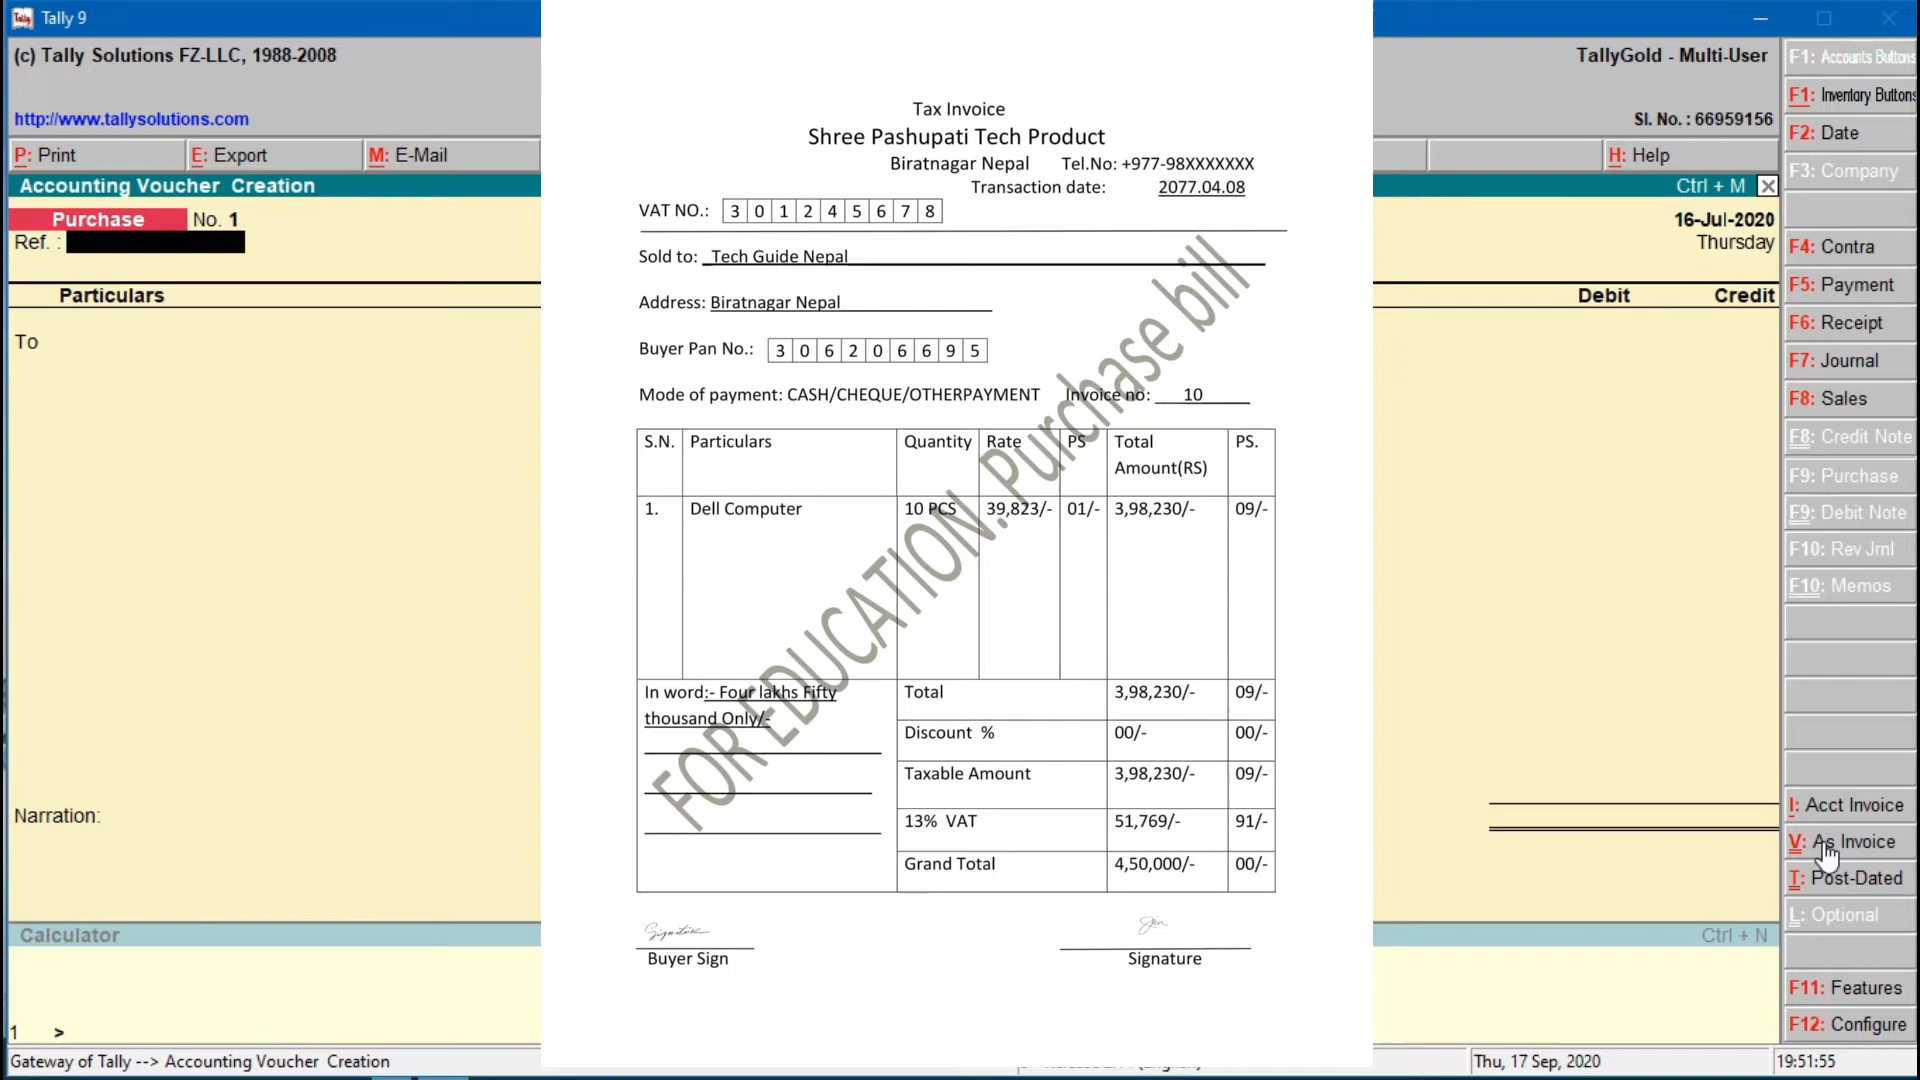 Tally 9
(c) Tally Solutions FZ-LLC, 1988-2008
TallyGold - Multi-User
http://www.tallysolutions.com
Sl. No. : 66959156
P: Print E: Export M: E-Mail H: Help
Accounting Voucher Creation Ctrl + M
Purchase No. 1 16-Jul-2020
Ref. : Thursday
Particulars Debit Credit
To
Narration:
Calculator Ctrl + N
1 >
Gateway of Tally --> Accounting Voucher Creation
Thu, 17 Sep, 2020 19:51:55
Tax Invoice
Shree Pashupati Tech Product
Biratnagar Nepal Tel.No: +977-98XXXXXXX
Transaction date: 2077.04.08
VAT NO.: 3 0 1 2 4 5 6 7 8
Sold to: _Tech Guide Nepal
Address: Biratnagar Nepal
Buyer Pan No.: 3 0 6 2 0 6 6 9 5
Mode of payment: CASH/CHEQUE/OTHERPAYMENT Invoice no: 10
S.N. Particulars Quantity Rate PS Total Amount(RS) PS.
1. Dell Computer 10 PCS 39,823/- 01/- 3,98,230/- 09/-
In word:- Four lakhs Fifty
thousand Only/-
Total 3,98,230/- 09/-
Discount % 00/- 00/-
Taxable Amount 3,98,230/- 09/-
13% VAT 51,769/- 91/-
Grand Total 4,50,000/- 00/-
Signature
Buyer Sign Signature
FOR EDUCATION. Purchase bill
F1: Accounts Buttons
F1: Inventory Buttons
F2: Date
F3: Company
F4: Contra
F5: Payment
F6: Receipt
F7: Journal
F8: Sales
F8: Credit Note
F9: Purchase
F9: Debit Note
F10: Rev Jrnl
F10: Memos
I: Acct Invoice
V: As Invoice
T: Post-Dated
L: Optional
F11: Features
F12: Configure